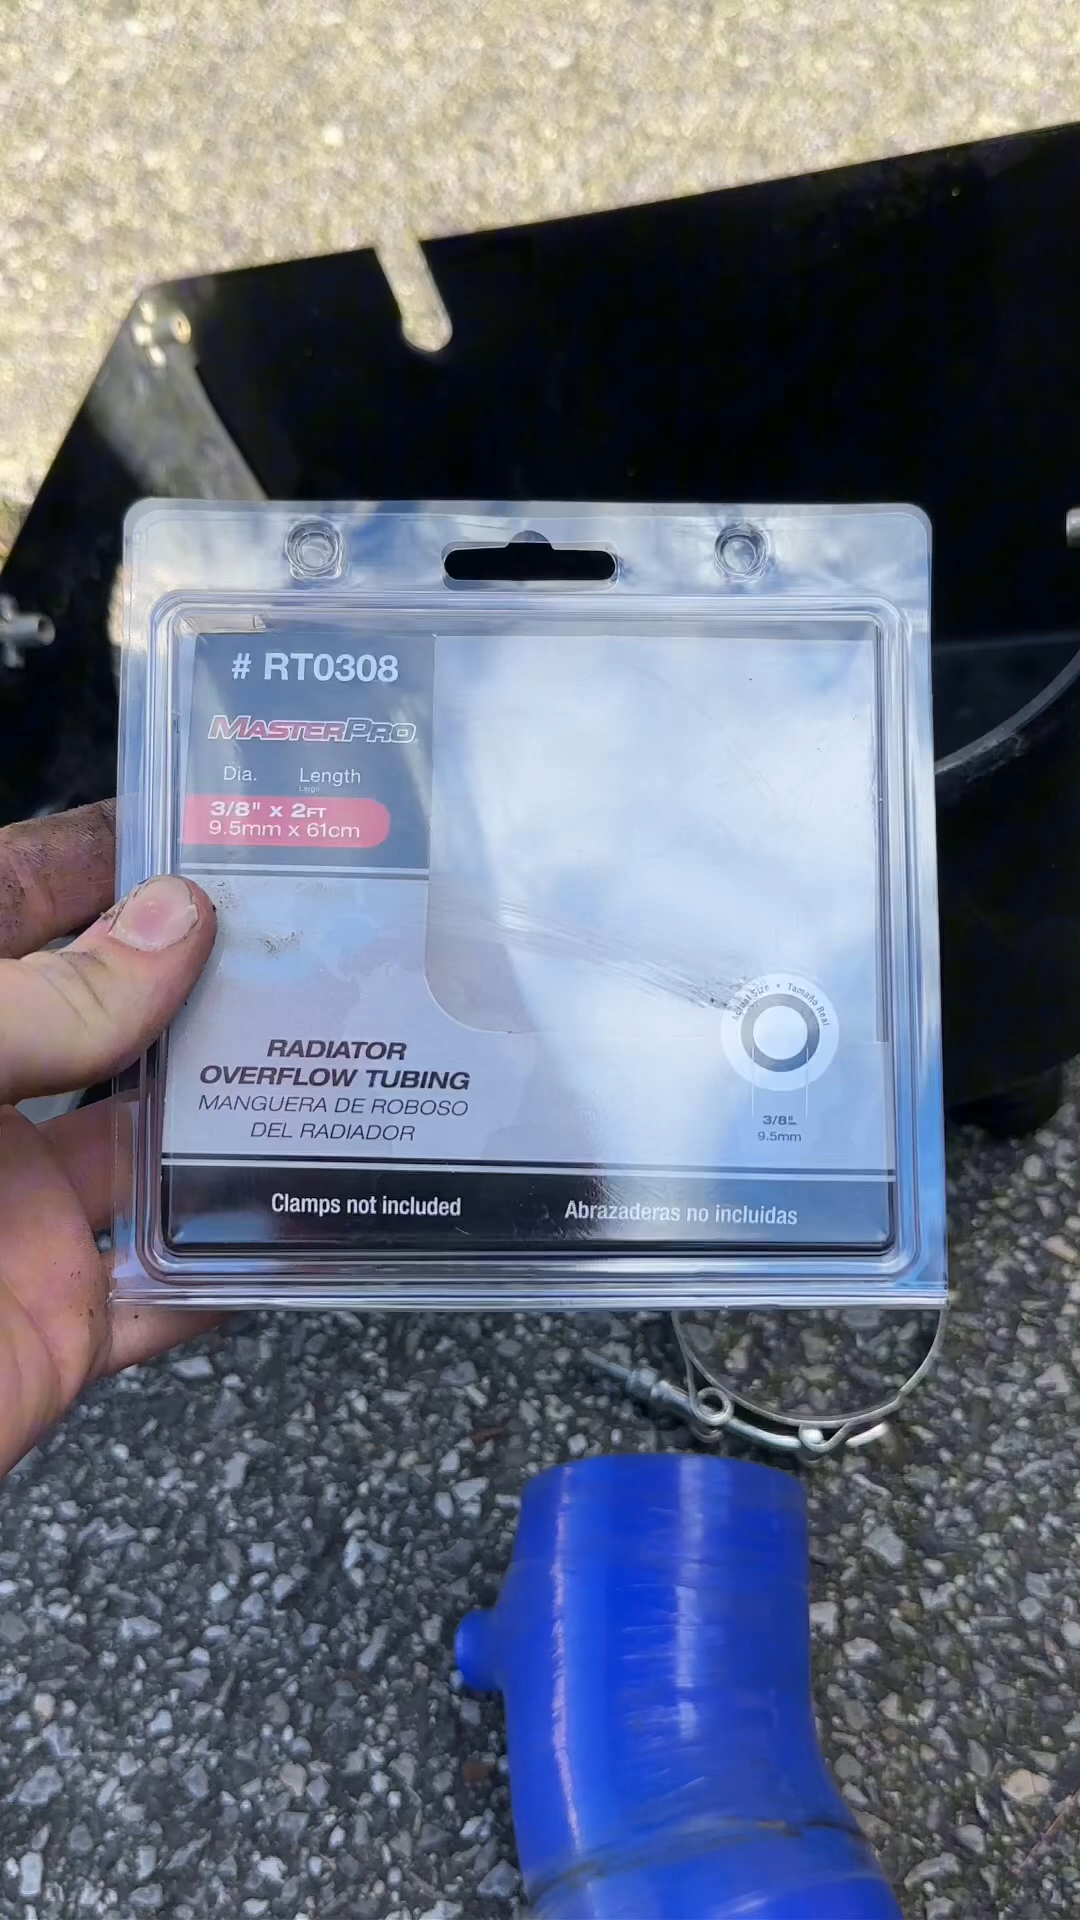 # RT0308
MASTERPRO
Dia. Length
Largo
3/8" x 2FT
9.5mm x 61cm
Actual Size • Tamaño Real
3/8"
9.5mm
RADIATOR
OVERFLOW TUBING
MANGUERA DE ROBOSO
DEL RADIADOR
Clamps not included
Abrazaderas no incluidas